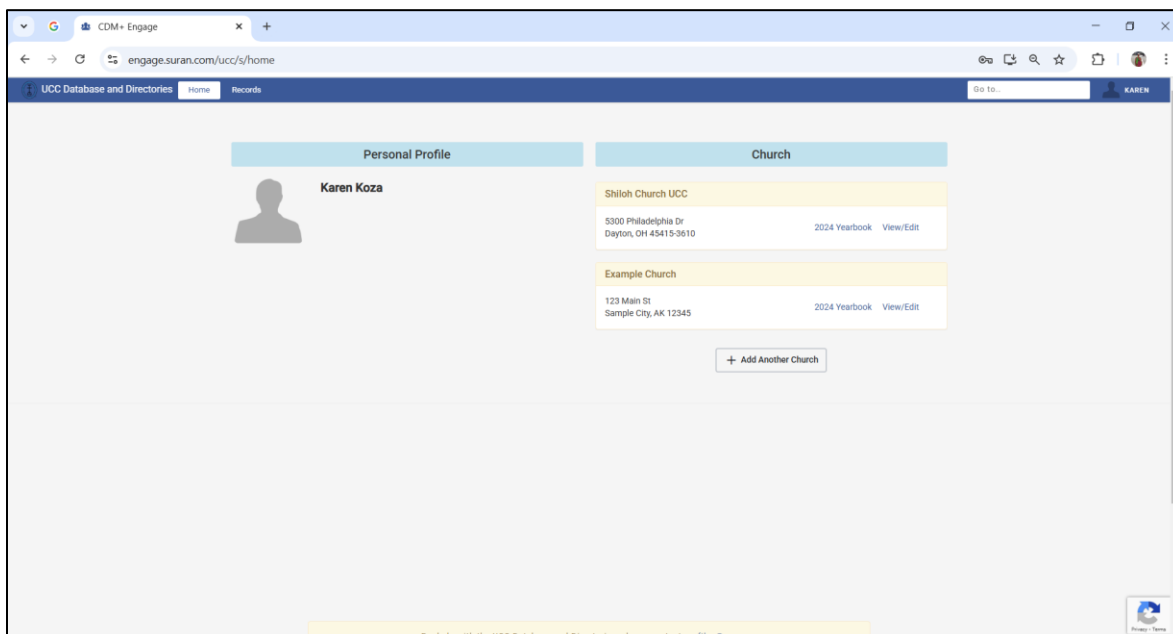 CDM+ Engage
engage.suran.com/ucc/s/home
UCC Database and Directories Home Records Go to... KAREN
Personal Profile
Karen Koza
Church
Shiloh Church UCC
5300 Philadelphia Dr
Dayton, OH 45415-3610
2024 Yearbook View/Edit
Example Church
123 Main St
Sample City, AK 12345
2024 Yearbook View/Edit
+ Add Another Church
Privacy - Terms